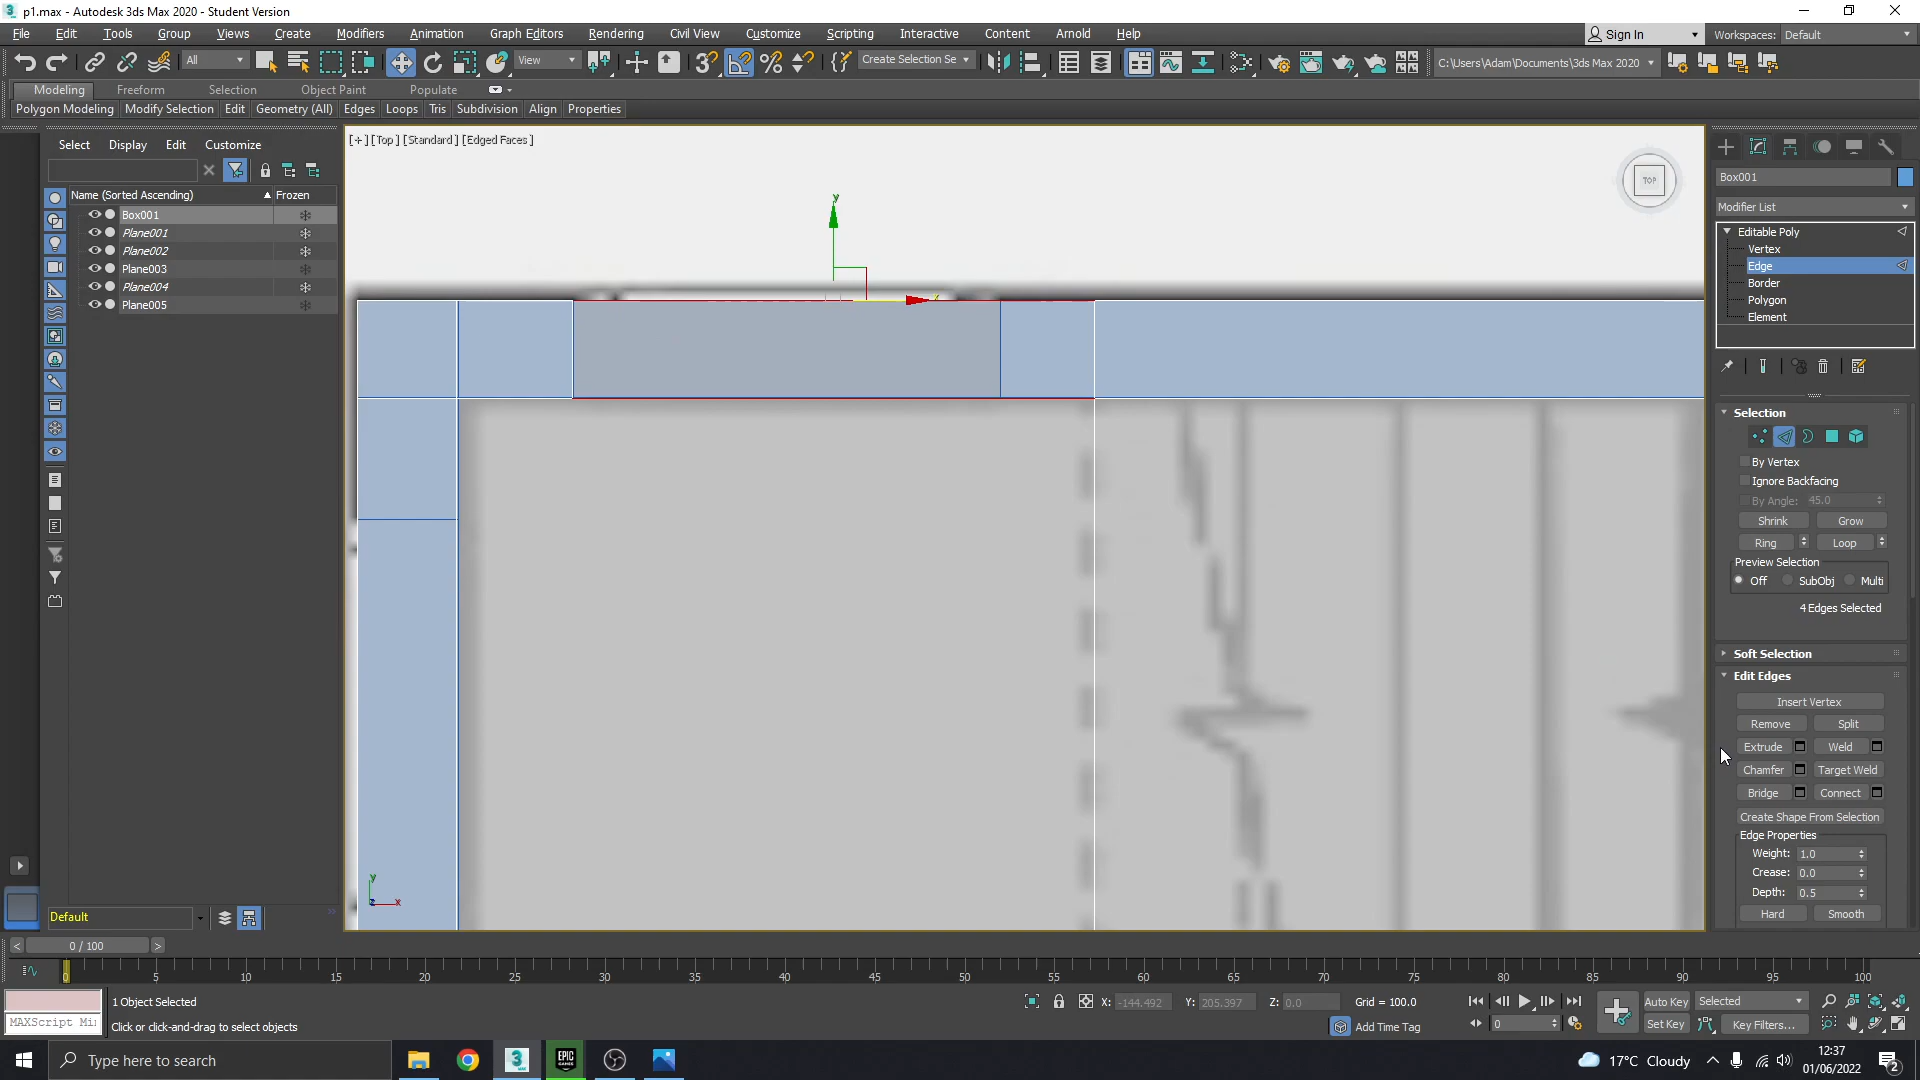 p1.max - Autodesk 3ds Max 2020 - Student Version
File Edit Tools Group Views Create Modifiers Animation Graph Editors Rendering Civil View Customize Scripting Interactive Content Arnold Help
Sign In Workspaces: Default
All View Create Selection Se C:\Users\Adam\Documents\3ds Max 2020
Modeling Freeform Selection Object Paint Populate
Polygon Modeling Modify Selection Edit Geometry (All) Edges Loops Tris Subdivision Align Properties
Select Display Edit Customize
[+] [Top] [Standard] [Edged Faces]
Name (Sorted Ascending) Frozen
Box001
Plane001
Plane002
Plane003
Plane004
Plane005
y
x
TOP
Box001
Modifier List
Editable Poly
Vertex
Edge
Border
Polygon
Element
Selection
By Vertex
Ignore Backfacing
By Angle: 45.0
Shrink Grow
Ring Loop
Preview Selection
Off SubObj Multi
4 Edges Selected
Soft Selection
Edit Edges
Insert Vertex
Remove Split
Extrude Weld
Chamfer Target Weld
Bridge Connect
Create Shape From Selection
Edge Properties
Weight: 1.0
Crease: 0.0
Depth: 0.5
Hard Smooth
y
z x
Default
< 0 / 100 >
0 5 10 15 20 25 30 35 40 45 50 55 60 65 70 75 80 85 90 95 100
1 Object Selected
X: -144.492 Y: 205.397 Z: 0.0 Grid = 100.0
Auto Key Selected
MAXScript Mi
Click or click-and-drag to select objects
Add Time Tag
0
Set Key Key Filters...
Type here to search
3
EPIC GAMES
17°C Cloudy
12:37
01/06/2022
2